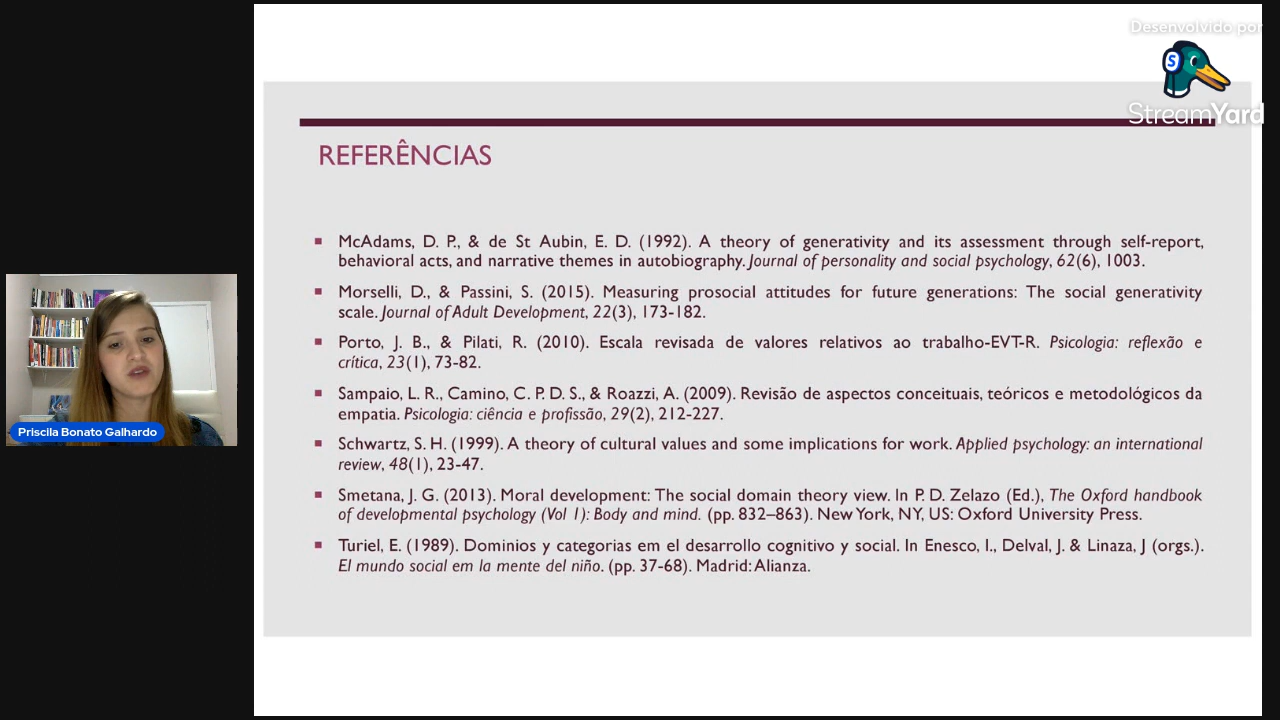 Desenvolvido por
StreamYard
REFERÊNCIAS
McAdams, D. P., & de St Aubin, E. D. (1992). A theory of generativity and its assessment through self-report,
behavioral acts, and narrative themes in autobiography. Journal of personality and social psychology, 62(6), 1003.
Morselli, D., & Passini, S. (2015). Measuring prosocial attitudes for future generations: The social generativity
scale. Journal of Adult Development, 22(3), 173-182.
Porto, J. B., & Pilati, R. (2010). Escala revisada de valores relativos ao trabalho-EVT-R. Psicologia: reflexão e
crítica, 23(1), 73-82.
Sampaio, L. R., Camino, C. P. D. S., & Roazzi, A. (2009). Revisão de aspectos conceituais, teóricos e metodológicos da
empatia. Psicologia: ciência e profissão, 29(2), 212-227.
Schwartz, S. H. (1999). A theory of cultural values and some implications for work. Applied psychology: an international
review, 48(1), 23-47.
Smetana, J. G. (2013). Moral development: The social domain theory view. In P. D. Zelazo (Ed.), The Oxford handbook
of developmental psychology (Vol 1): Body and mind. (pp. 832–863). New York, NY, US: Oxford University Press.
Turiel, E. (1989). Dominios y categorias em el desarrollo cognitivo y social. In Enesco, I., Delval, J. & Linaza, J (orgs.).
El mundo social em la mente del niño. (pp. 37-68). Madrid: Alianza.
Priscila Bonato Galhardo